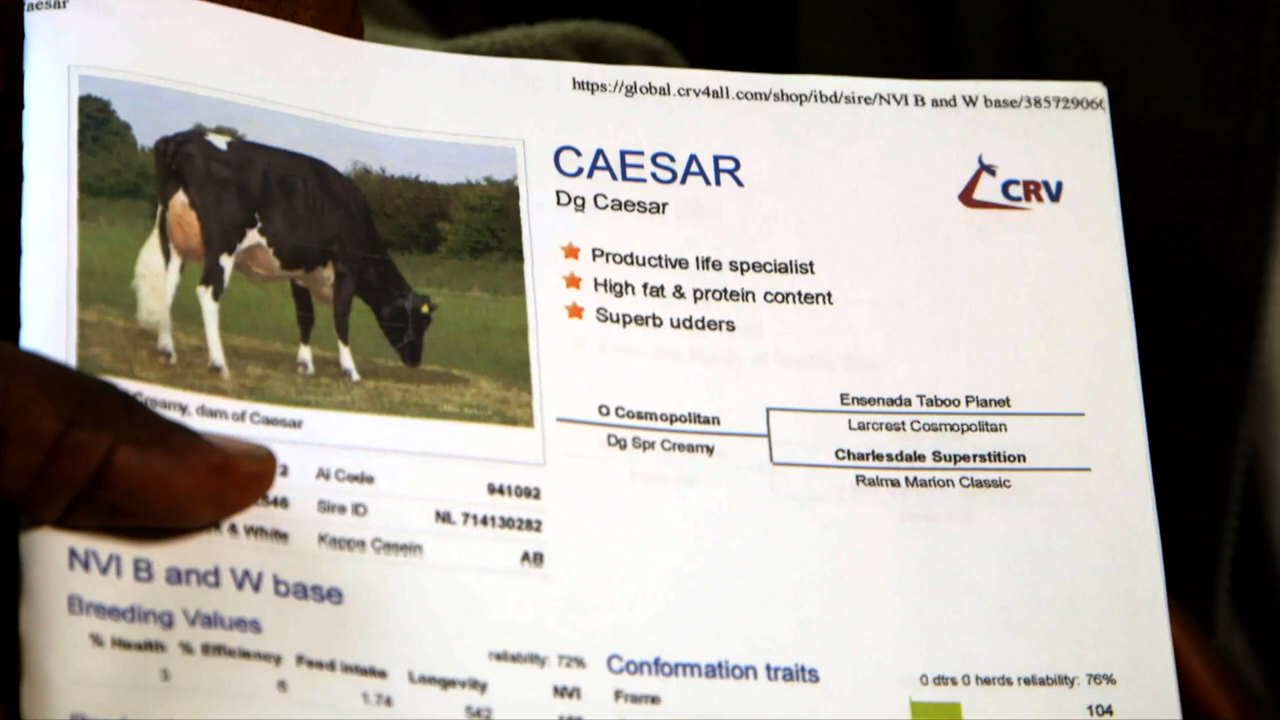 aesar
https://global.crv4all.com/shop/ibd/sire/NVI B and W base/385729060
CAESAR
Dg Caesar
CRV
Productive life specialist
High fat & protein content
Superb udders
Creamy, dam of Caesar
O Cosmopolitan
Dg Spr Creamy
Ensenada Taboo Planet
Larcrest Cosmopolitan
Charlesdale Superstition
Ralma Marion Classic
2 Al Code 941092
546 Sire ID NL 714130282
& White Kappa Casein AB
NVI B and W base
Breeding Values
reliability: 72%
% Health % Efficiency Feed intake Longevity NVI
3 6 1.74 542
Conformation traits
0 dtrs 0 herds reliability: 76%
Frame 104